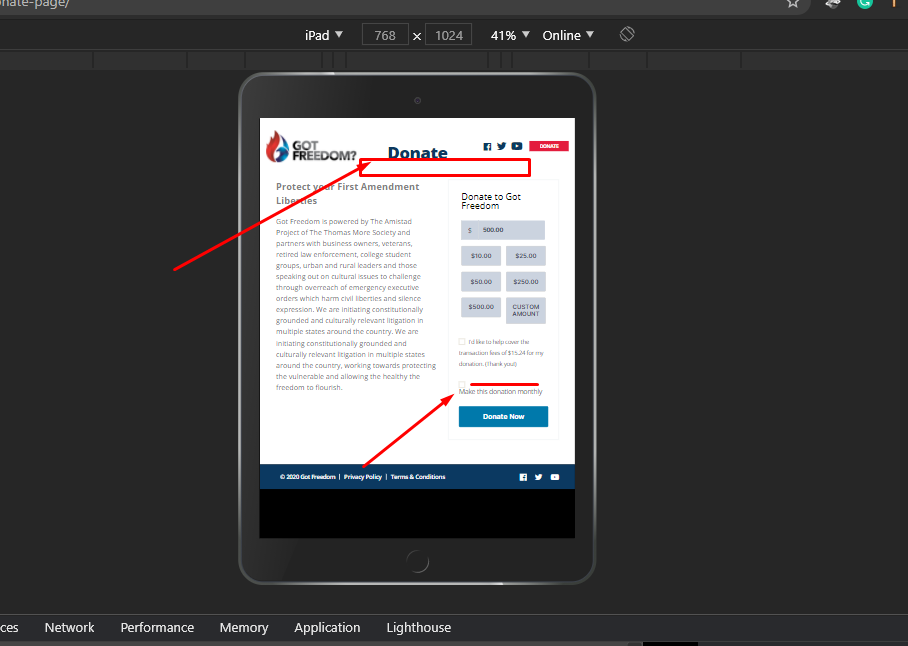 onate-page/
iPad ▼ 768 × 1024 41% ▼ Online ▼
GOT
FREEDOM?
Donate
DONATE
Protect your First Amendment
Liberties
Got Freedom is powered by The Amistad
Project of The Thomas More Society and
partners with business owners, veterans,
retired law enforcement, college student
groups, urban and rural leaders and those
speaking out on cultural issues to challenge
through overreach of emergency executive
orders which harm civil liberties and silence
expression. We are initiating constitutionally
grounded and culturally relevant litigation in
multiple states around the country. We are
initiating constitutionally grounded and
culturally relevant litigation in multiple states
around the country, working towards protecting
the vulnerable and allowing the healthy the
freedom to flourish.
Donate to Got
Freedom
$ 500.00
$10.00 $25.00
$50.00 $250.00
$500.00 CUSTOM
AMOUNT
I'd like to help cover the
transaction fees of $15.24 for my
donation. (Thank you!)
Make this donation monthly
Donate Now
© 2020 Got Freedom | Privacy Policy | Terms & Conditions
ces Network Performance Memory Application Lighthouse